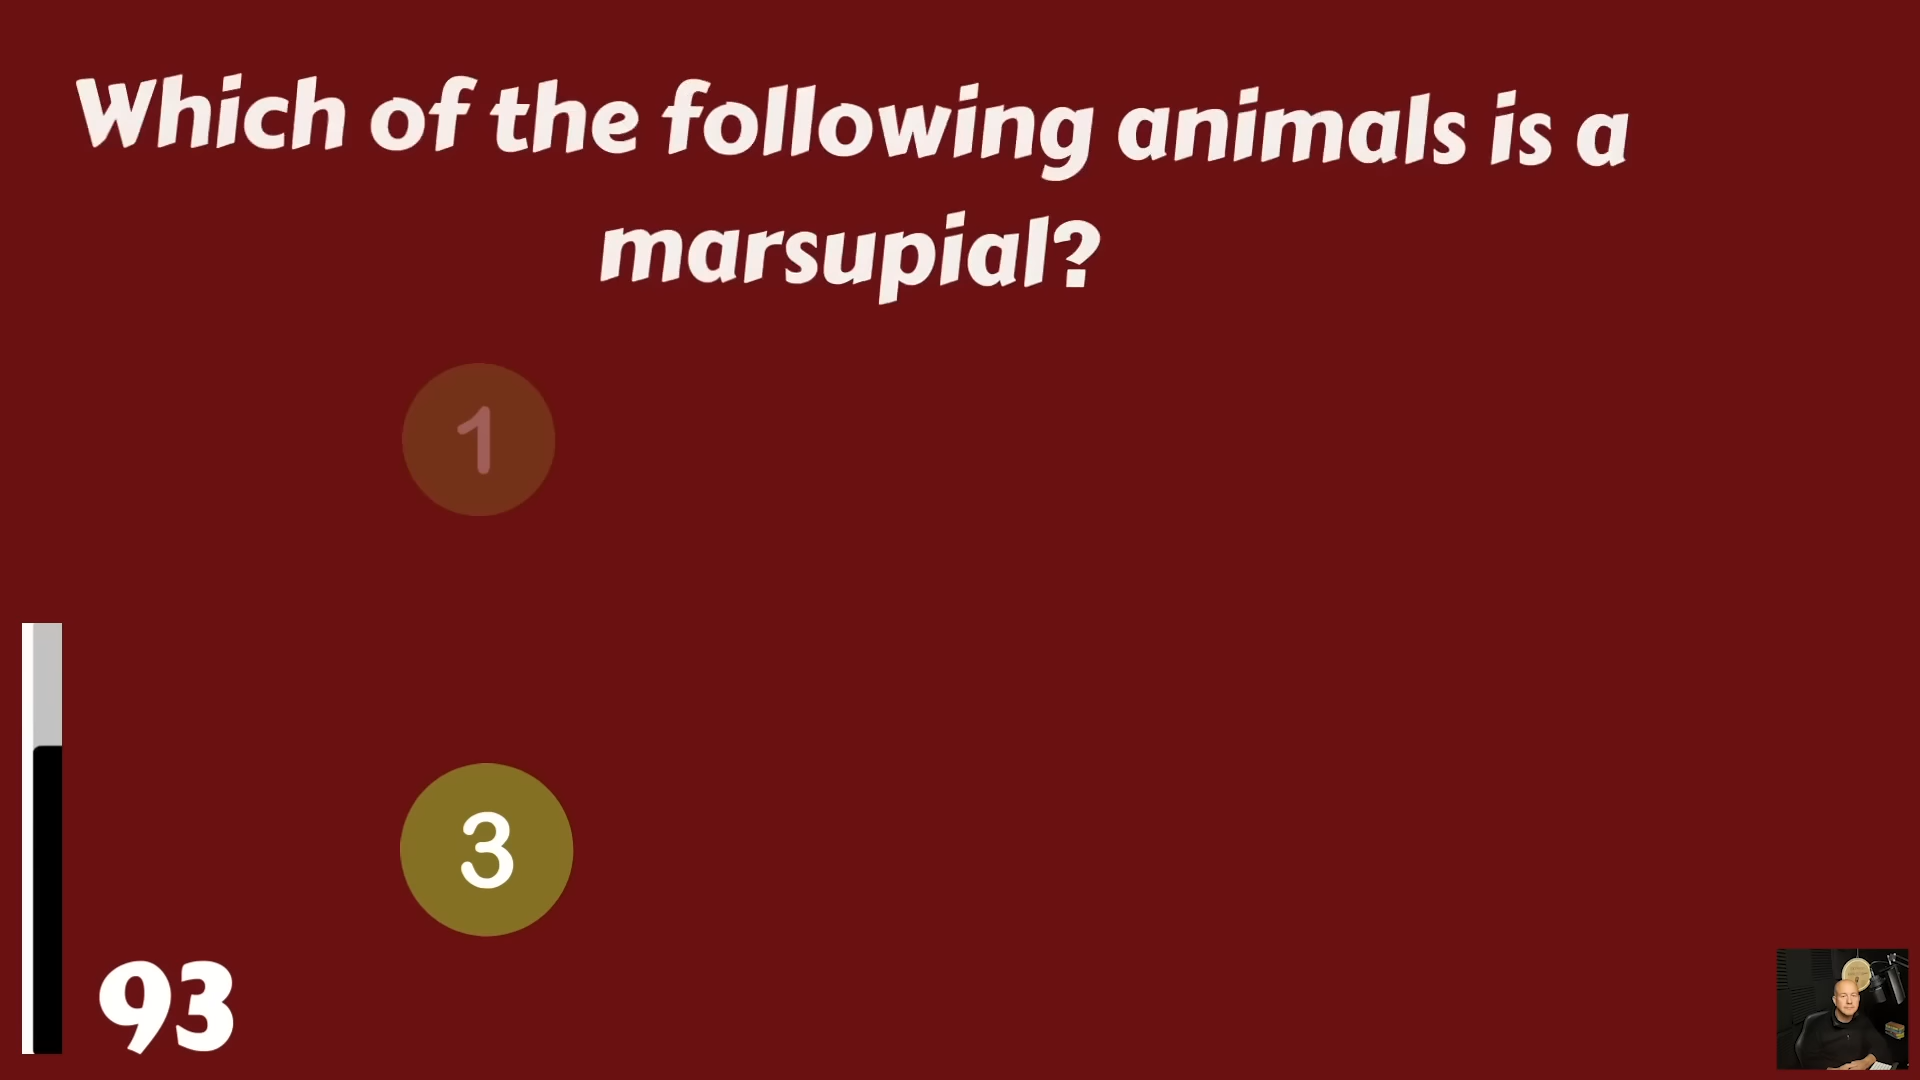 Which of the following animals is a
marsupial?
1
3
93